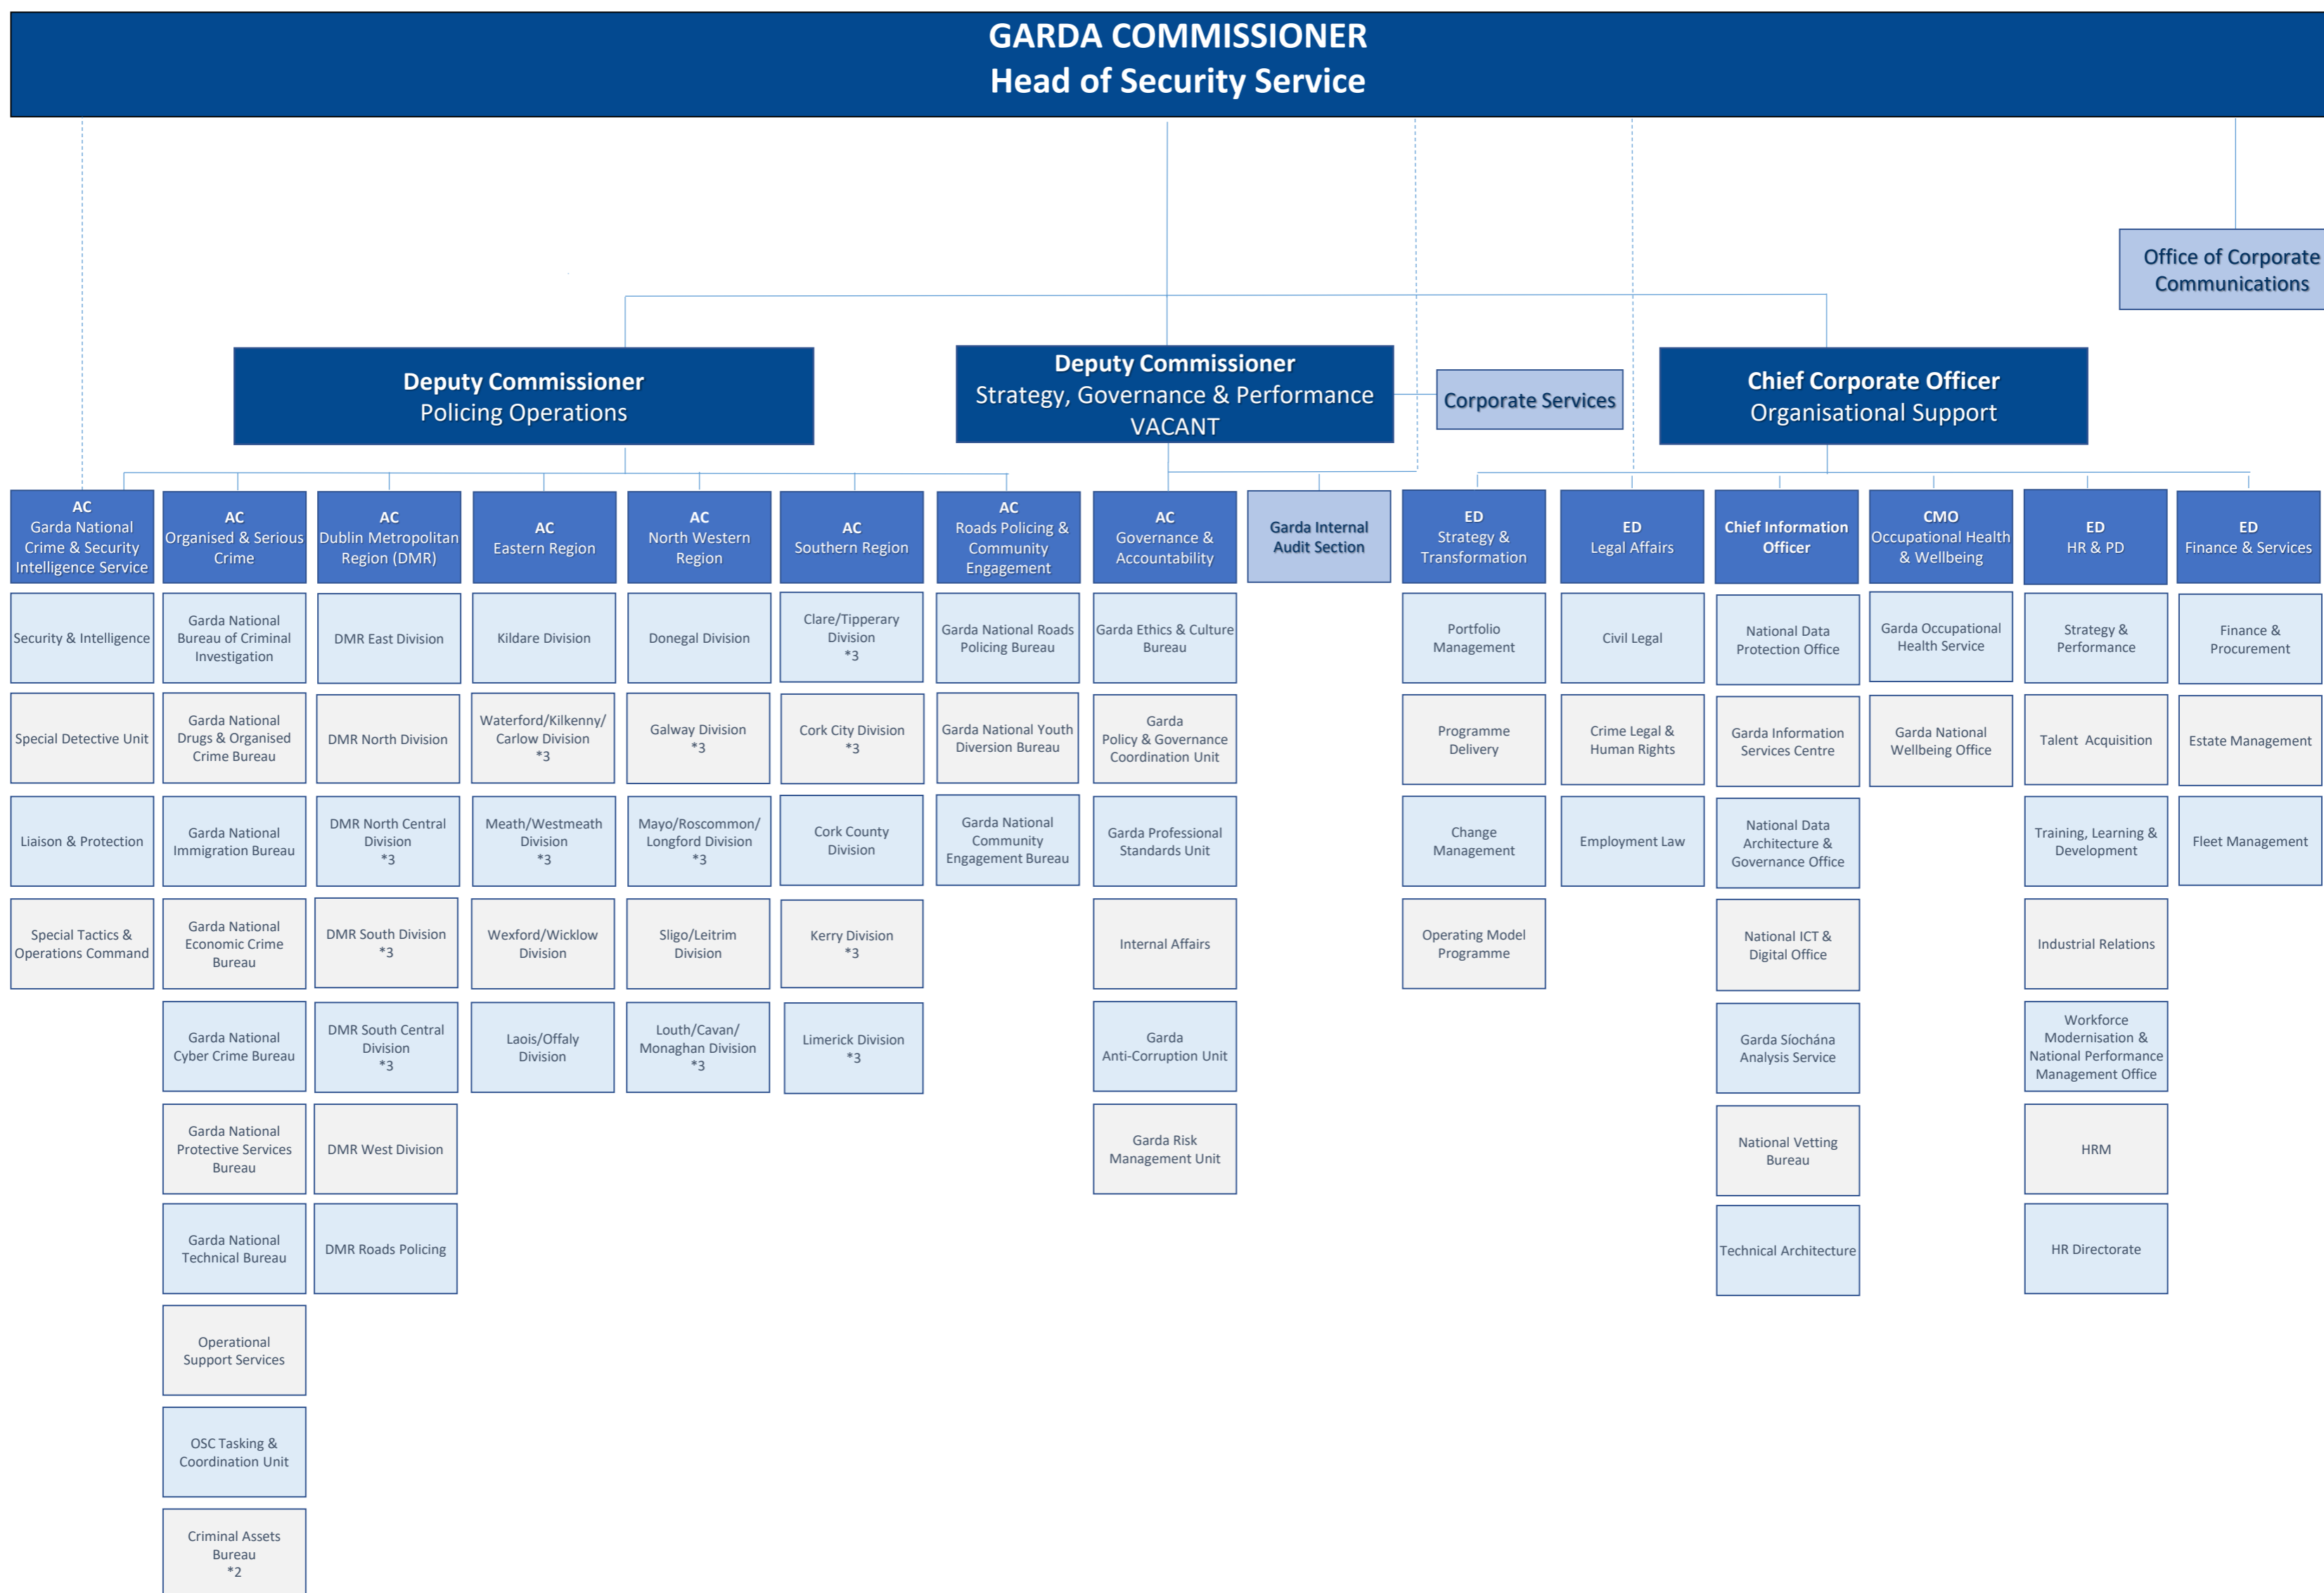 GARDA COMMISSIONER
Head of Security Service
Office of Corporate
Communications
Deputy Commissioner
Policing Operations
Deputy Commissioner
Strategy, Governance & Performance
VACANT
Corporate Services
Chief Corporate Officer
Organisational Support
AC
Garda National
Crime & Security
Intelligence Service
Security & Intelligence
Special Detective Unit
Liaison & Protection
Special Tactics &
Operations Command
AC
Organised & Serious
Crime
Garda National
Bureau of Criminal
Investigation
Garda National
Drugs & Organised
Crime Bureau
Garda National
Immigration Bureau
Garda National
Economic Crime
Bureau
Garda National
Cyber Crime Bureau
Garda National
Protective Services
Bureau
Garda National
Technical Bureau
Operational
Support Services
OSC Tasking &
Coordination Unit
Criminal Assets
Bureau
*2
AC
Dublin Metropolitan
Region (DMR)
DMR East Division
DMR North Division
DMR North Central
Division
*3
DMR South Division
*3
DMR South Central
Division
*3
DMR West Division
DMR Roads Policing
AC
Eastern Region
Kildare Division
Waterford/Kilkenny/
Carlow Division
*3
Meath/Westmeath
Division
*3
Wexford/Wicklow
Division
Laois/Offaly
Division
AC
North Western
Region
Donegal Division
Galway Division
*3
Mayo/Roscommon/
Longford Division
*3
Sligo/Leitrim
Division
Louth/Cavan/
Monaghan Division
*3
AC
Southern Region
Clare/Tipperary
Division
*3
Cork City Division
*3
Cork County
Division
Kerry Division
*3
Limerick Division
*3
AC
Roads Policing &
Community
Engagement
Garda National Roads
Policing Bureau
Garda National Youth
Diversion Bureau
Garda National
Community
Engagement Bureau
AC
Governance &
Accountability
Garda Ethics & Culture
Bureau
Garda
Policy & Governance
Coordination Unit
Garda Professional
Standards Unit
Internal Affairs
Garda
Anti-Corruption Unit
Garda Risk
Management Unit
Garda Internal
Audit Section
ED
Strategy &
Transformation
Portfolio
Management
Programme
Delivery
Change
Management
Operating Model
Programme
ED
Legal Affairs
Civil Legal
Crime Legal &
Human Rights
Employment Law
Chief Information
Officer
National Data
Protection Office
Garda Information
Services Centre
National Data
Architecture &
Governance Office
National ICT &
Digital Office
Garda Síochána
Analysis Service
National Vetting
Bureau
Technical Architecture
CMO
Occupational Health
& Wellbeing
Garda Occupational
Health Service
Garda National
Wellbeing Office
ED
HR & PD
Strategy &
Performance
Talent Acquisition
Training, Learning &
Development
Industrial Relations
Workforce
Modernisation &
National Performance
Management Office
HRM
HR Directorate
ED
Finance & Services
Finance &
Procurement
Estate Management
Fleet Management